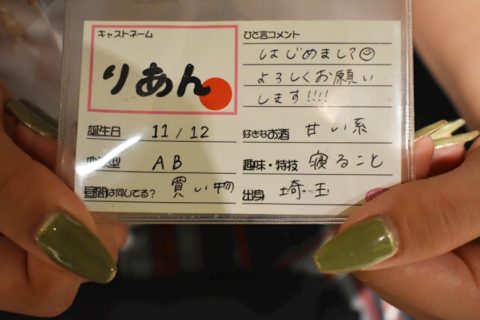 キャストネーム
りあん
ひと言コメント
はじめまして☺
よろしくお願い
します!!!!
誕生日 11/12
好きなお酒 甘い系
型 AB
趣味・特技 寝ること
昼間は何してる? 買い物
出身 埼玉